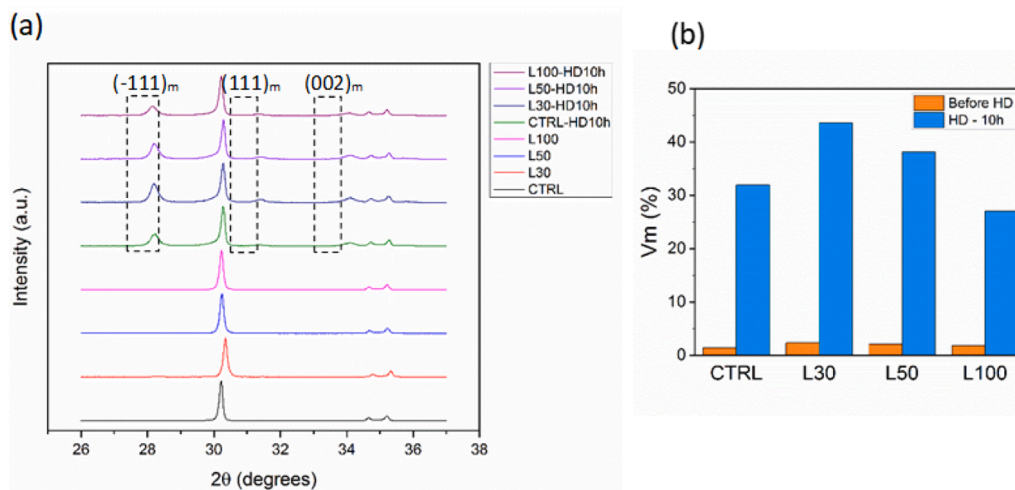 (a)
(-111)m
(111)m
(002)m
L100-HD10h
L50-HD10h
L30-HD10h
CTRL-HD10h
L100
L50
L30
CTRL
Intensity (a.u.)
26 28 30 32 34 36 38
2θ (degrees)
(b)
Before HD
HD - 10h
Vm (%)
50
40
30
20
10
0
CTRL L30 L50 L100